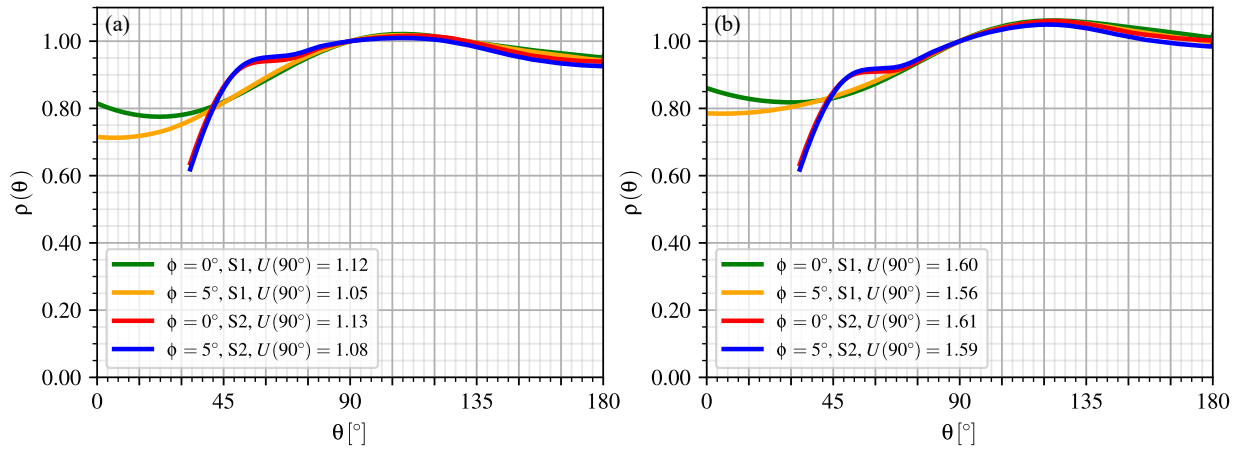 (a)
1.00
0.80
0.60
0.40
0.20
0.00
ρ(θ)
ϕ = 0°, S1, U(90°) = 1.12
ϕ = 5°, S1, U(90°) = 1.05
ϕ = 0°, S2, U(90°) = 1.13
ϕ = 5°, S2, U(90°) = 1.08
0 45 90 135 180
θ [°]
(b)
1.00
0.80
0.60
0.40
0.20
0.00
ρ(θ)
ϕ = 0°, S1, U(90°) = 1.60
ϕ = 5°, S1, U(90°) = 1.56
ϕ = 0°, S2, U(90°) = 1.61
ϕ = 5°, S2, U(90°) = 1.59
0 45 90 135 180
θ [°]